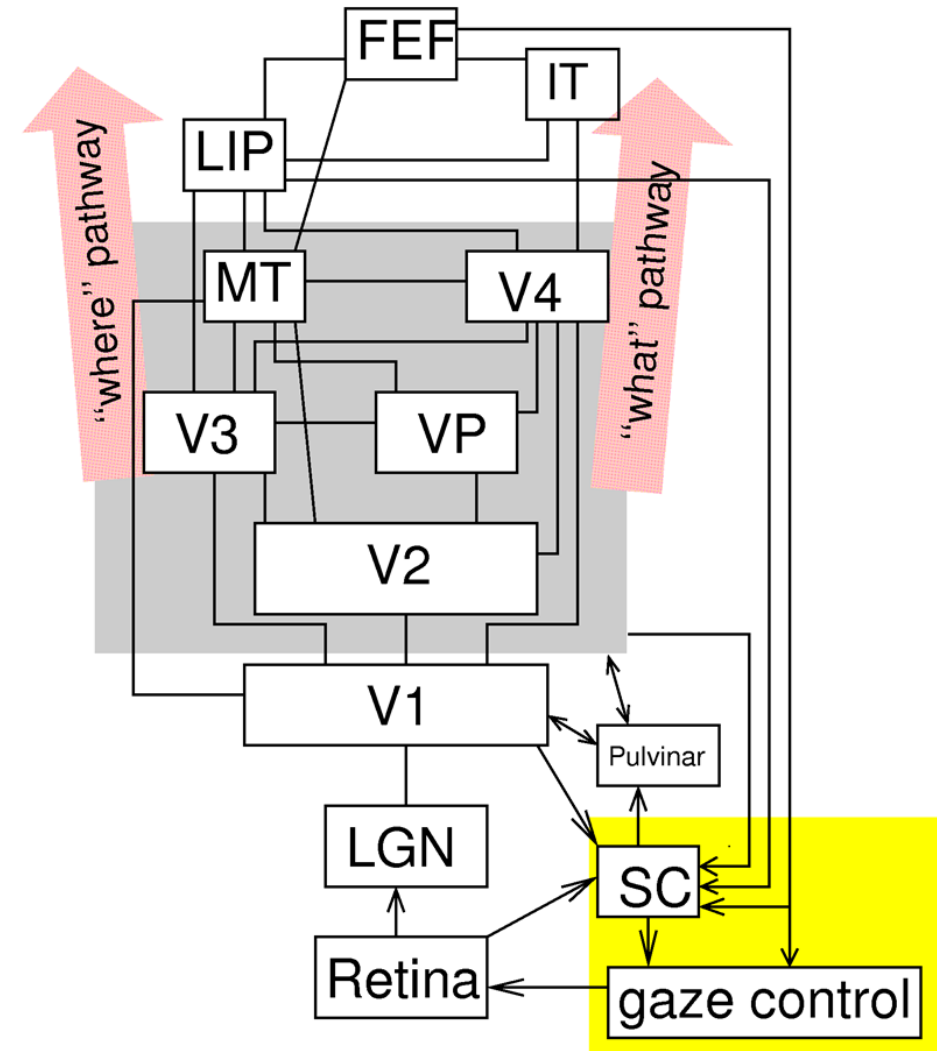 FEF
IT
LIP
"where" pathway
"what" pathway
MT
V4
V3
VP
V2
V1
Pulvinar
LGN
SC
Retina
gaze control